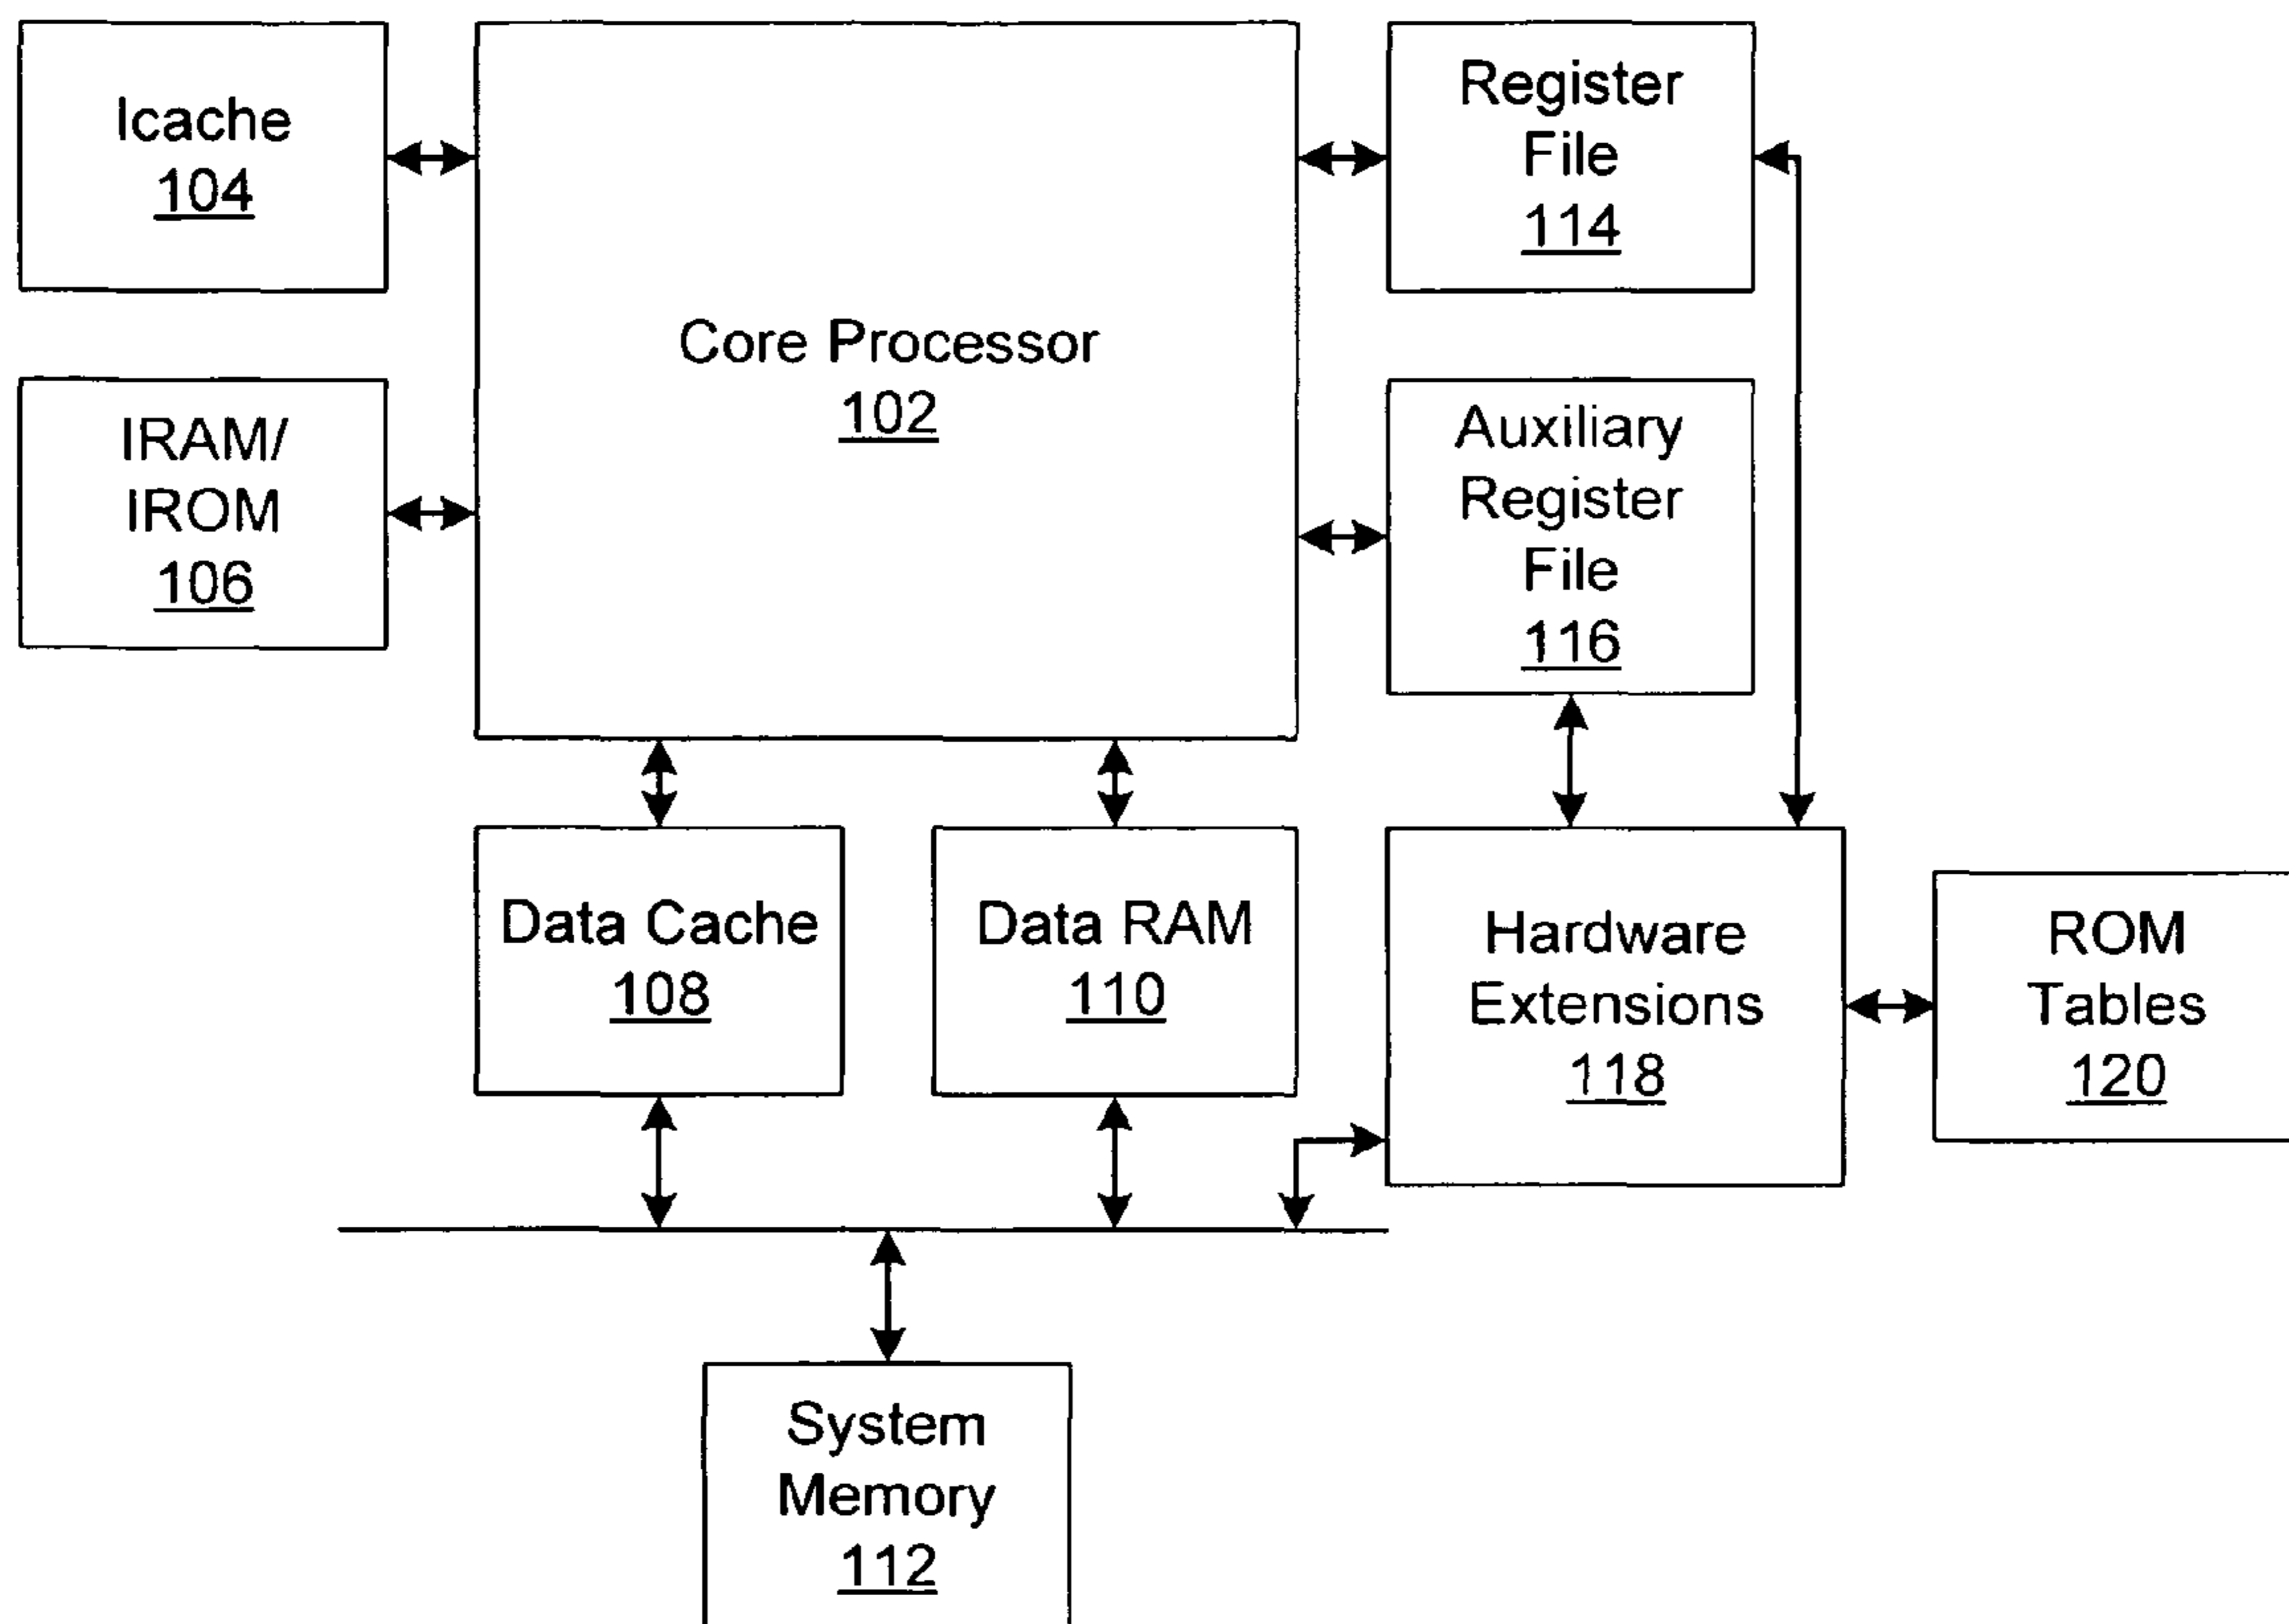 Icache
104
Core Processor
102
Register
File
114
IRAM/
IROM
106
Auxiliary
Register
File
116
Data Cache
108
Data RAM
110
Hardware
Extensions
118
ROM
Tables
120
System
Memory
112